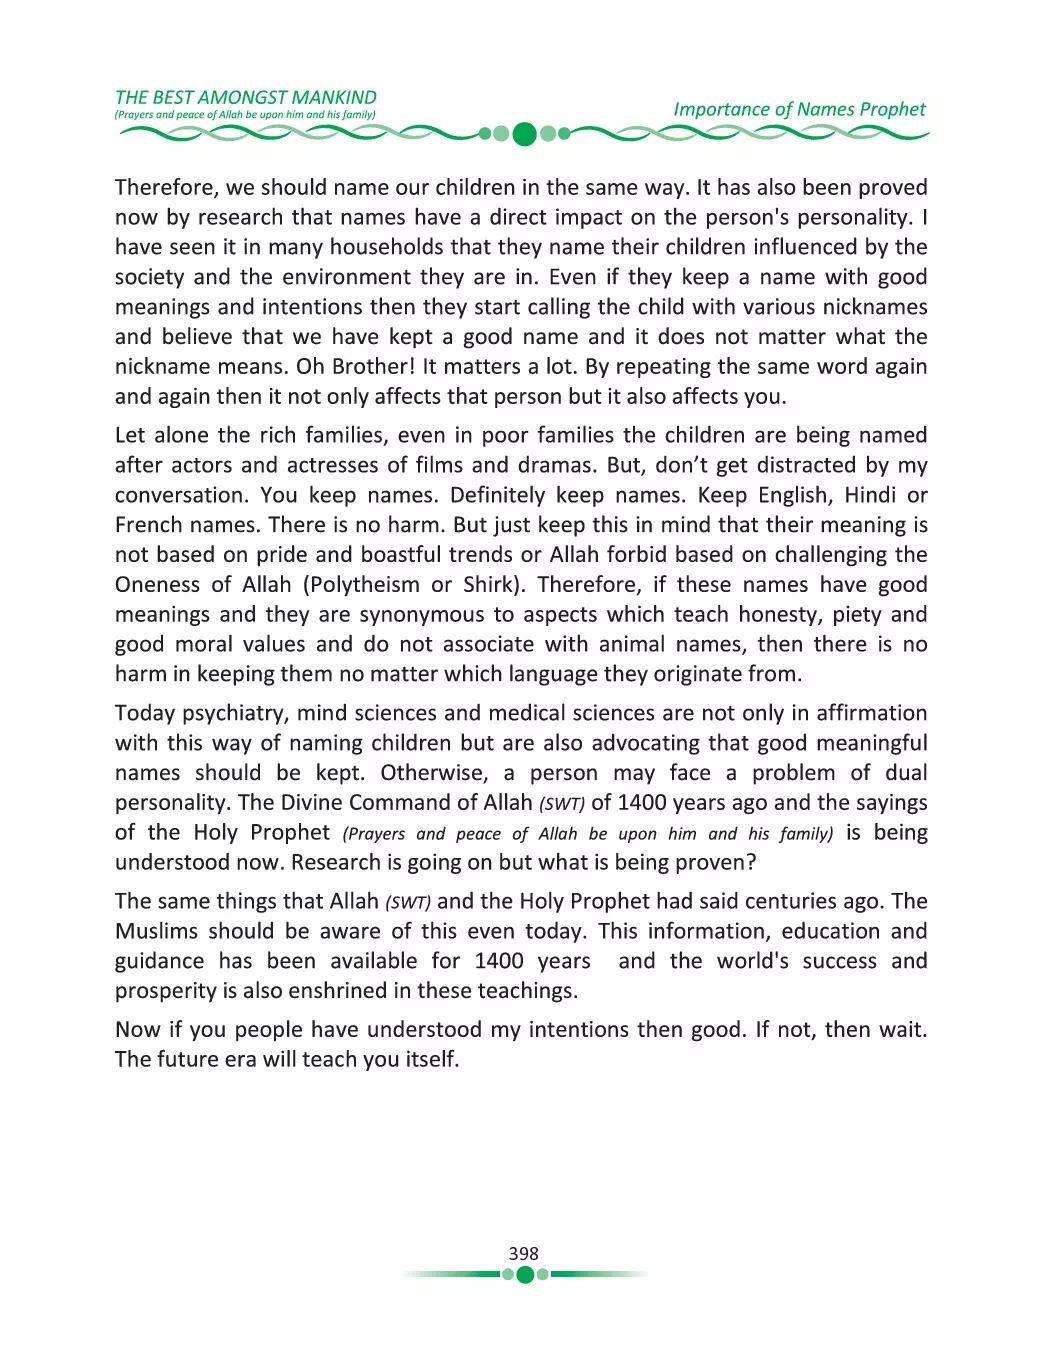 THE BEST AMONGST MANKIND
(Prayers and peace of Allah be upon him and his family)
Importance of Names Prophet
Therefore, we should name our children in the same way. It has also been proved
now by research that names have a direct impact on the person's personality. I
have seen it in many households that they name their children influenced by the
society and the environment they are in. Even if they keep a name with good
meanings and intentions then they start calling the child with various nicknames
and believe that we have kept a good name and it does not matter what the
nickname means. Oh Brother! It matters a lot. By repeating the same word again
and again then it not only affects that person but it also affects you.
Let alone the rich families, even in poor families the children are being named
after actors and actresses of films and dramas. But, don’t get distracted by my
conversation. You keep names. Definitely keep names. Keep English, Hindi or
French names. There is no harm. But just keep this in mind that their meaning is
not based on pride and boastful trends or Allah forbid based on challenging the
Oneness of Allah (Polytheism or Shirk). Therefore, if these names have good
meanings and they are synonymous to aspects which teach honesty, piety and
good moral values and do not associate with animal names, then there is no
harm in keeping them no matter which language they originate from.
Today psychiatry, mind sciences and medical sciences are not only in affirmation
with this way of naming children but are also advocating that good meaningful
names should be kept. Otherwise, a person may face a problem of dual
personality. The Divine Command of Allah (SWT) of 1400 years ago and the sayings
of the Holy Prophet (Prayers and peace of Allah be upon him and his family) is being
understood now. Research is going on but what is being proven?
The same things that Allah (SWT) and the Holy Prophet had said centuries ago. The
Muslims should be aware of this even today. This information, education and
guidance has been available for 1400 years and the world's success and
prosperity is also enshrined in these teachings.
Now if you people have understood my intentions then good. If not, then wait.
The future era will teach you itself.
398